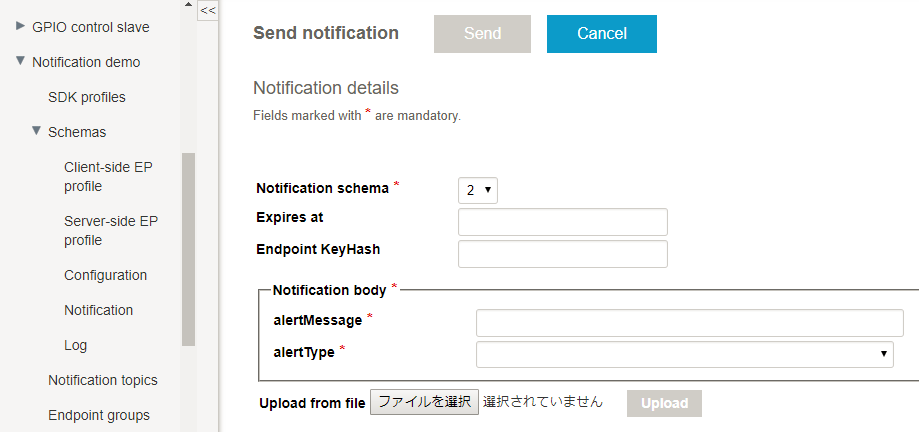 GPIO control slave
Notification demo
SDK profiles
Schemas
Client-side EP
profile
Server-side EP
profile
Configuration
Notification
Log
Notification topics
Endpoint groups
<<
Send notification
Send
Cancel
Notification details
Fields marked with * are mandatory.
Notification schema * 2
Expires at
Endpoint KeyHash
Notification body *
alertMessage *
alertType *
Upload from file ファイルを選択 選択されていません Upload